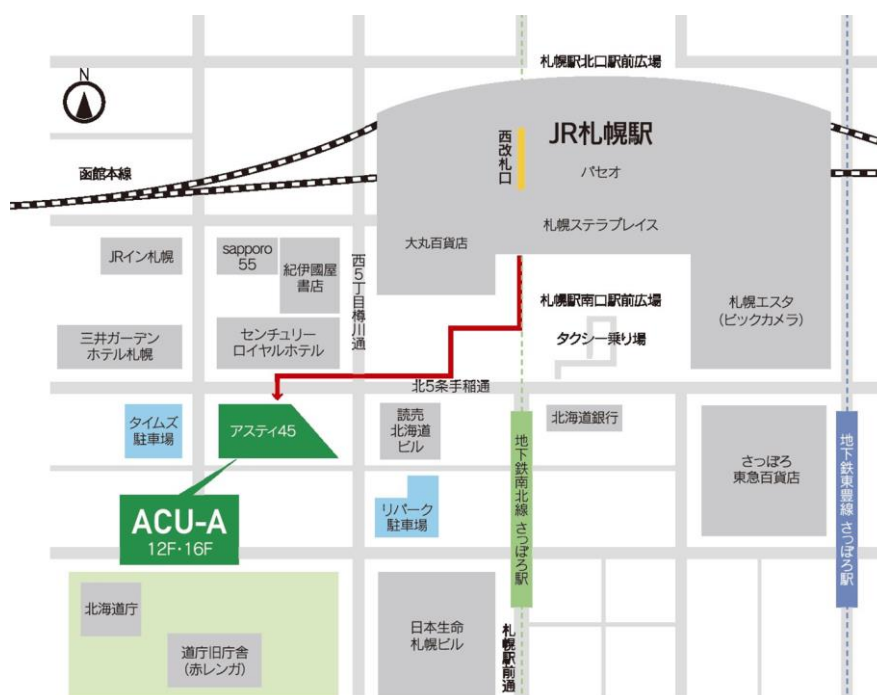 札幌駅北口駅前広場
N
JR札幌駅
西改札口
パセオ
函館本線
札幌ステラプレイス
大丸百貨店
JRイン札幌
sapporo
55
紀伊國屋
書店
西5丁目樽川通
札幌駅南口駅前広場
札幌エスタ
(ビックカメラ)
タクシー乗り場
三井ガーデン
ホテル札幌
センチュリー
ロイヤルホテル
北5条手稲通
タイムズ
駐車場
アスティ45
読売
北海道
ビル
北海道銀行
地下鉄南北線 さっぽろ駅
さっぽろ
東急百貨店
地下鉄東豊線 さっぽろ駅
ACU-A
12F・16F
リパーク
駐車場
北海道庁
道庁旧庁舎
(赤レンガ)
日本生命
札幌ビル
札幌駅前通